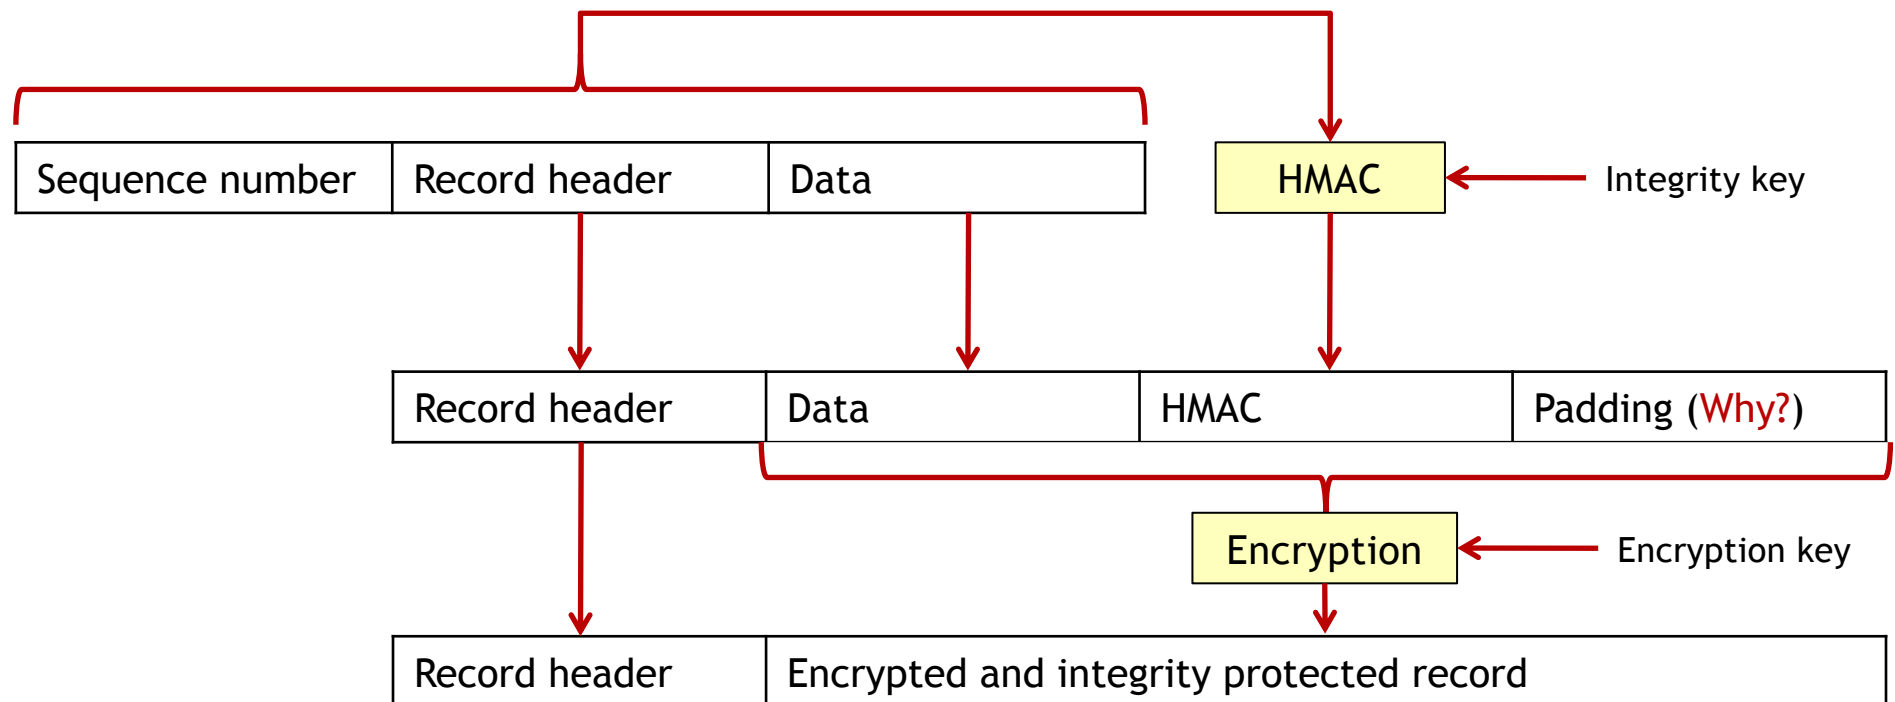 Sequence number
Record header
Data
HMAC
Integrity key
Record header
Data
HMAC
Padding (Why?)
Encryption
Encryption key
Record header
Encrypted and integrity protected record